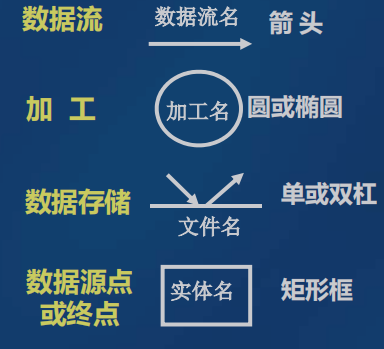 数据流 数据流名 箭 头
加 工 加工名 圆或椭圆
数据存储 文件名 单或双杠
数据源点
或终点 实体名 矩形框